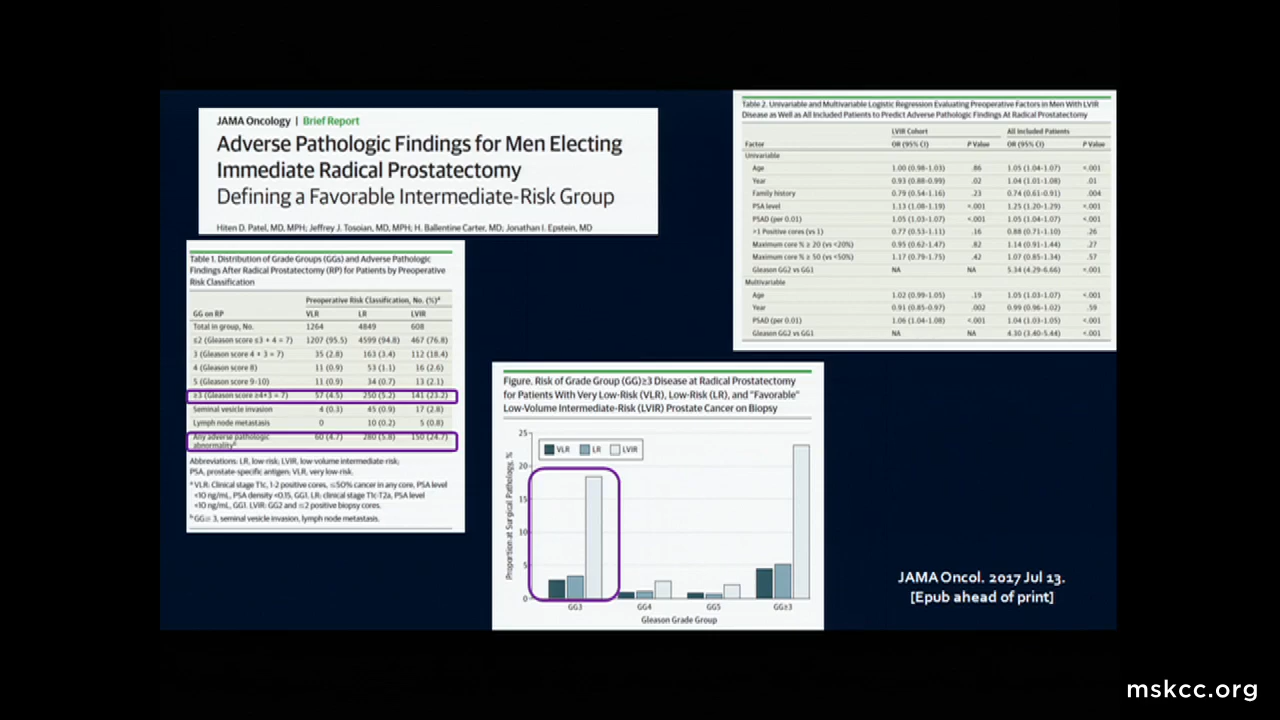 JAMA Oncology | Brief Report
Adverse Pathologic Findings for Men Electing
Immediate Radical Prostatectomy
Defining a Favorable Intermediate-Risk Group
Hiten D. Patel, MD, MPH; Jeffrey J. Tosoian, MD, MPH; H. Ballentine Carter, MD; Jonathan I. Epstein, MD
Table 1. Distribution of Grade Groups (GGs) and Adverse Pathologic
Findings After Radical Prostatectomy (RP) for Patients by Preoperative
Risk Classification
Preoperative Risk Classification, No. (%)a
GG on RP VLR LR LVIR
Total in group, No. 1264 4849 608
≤2 (Gleason score ≤3 + 4 = 7) 1207 (95.5) 4599 (94.8) 467 (76.8)
3 (Gleason score 4 + 3 = 7) 35 (2.8) 163 (3.4) 112 (18.4)
4 (Gleason score 8) 11 (0.9) 53 (1.1) 16 (2.6)
5 (Gleason score 9-10) 11 (0.9) 34 (0.7) 13 (2.1)
≥3 (Gleason score ≥4+3 = 7) 57 (4.5) 250 (5.2) 141 (23.2)
Seminal vesicle invasion 4 (0.3) 45 (0.9) 17 (2.8)
Lymph node metastasis 0 10 (0.2) 5 (0.8)
Any adverse pathologic 60 (4.7) 280 (5.8) 150 (24.7)
abnormalityb
Abbreviations: LR, low risk; LVIR, low volume intermediate risk;
PSA, prostate-specific antigen; VLR, very low-risk.
a VLR: Clinical stage T1c, 1-2 positive cores, ≤50% cancer in any core, PSA level
<10 ng/mL, PSA density <0.15, GG1. LR: clinical stage T1c-T2a, PSA level
<10 ng/mL, GG1. LVIR: GG2 and ≤2 positive biopsy cores.
b GG≥ 3, seminal vesicle invasion, lymph node metastasis.
Table 2. Univariable and Multivariable Logistic Regression Evaluating Preoperative Factors in Men With LVIR
Disease as Well as All Included Patients to Predict Adverse Pathologic Findings At Radical Prostatectomy
LVIR Cohort All Included Patients
Factor OR (95% CI) P Value OR (95% CI) P Value
Univariable
Age 1.00 (0.98-1.03) .86 1.05 (1.04-1.07) <.001
Year 0.93 (0.88-0.99) .02 1.04 (1.01-1.08) .01
Family history 0.79 (0.54-1.16) .23 0.74 (0.61-0.91) .004
PSA level 1.13 (1.08-1.19) <.001 1.25 (1.20-1.29) <.001
PSAD (per 0.01) 1.05 (1.03-1.07) <.001 1.05 (1.04-1.07) <.001
>1 Positive cores (vs 1) 0.77 (0.53-1.11) .16 0.88 (0.71-1.10) .26
Maximum core % ≥ 20 (vs <20%) 0.95 (0.62-1.47) .82 1.14 (0.91-1.44) .27
Maximum core % ≥ 50 (vs <50%) 1.17 (0.79-1.75) .42 1.07 (0.85-1.34) .57
Gleason GG2 vs GG1 NA NA 5.34 (4.29-6.66) <.001
Multivariable
Age 1.02 (0.99-1.05) .19 1.05 (1.03-1.07) <.001
Year 0.91 (0.85-0.97) .002 0.99 (0.96-1.02) .59
PSAD (per 0.01) 1.06 (1.04-1.08) <.001 1.04 (1.03-1.05) <.001
Gleason GG2 vs GG1 NA NA 4.30 (3.40-5.44) <.001
Figure. Risk of Grade Group (GG)≥3 Disease at Radical Prostatectomy
for Patients With Very Low-Risk (VLR), Low-Risk (LR), and "Favorable"
Low-Volume Intermediate-Risk (LVIR) Prostate Cancer on Biopsy
Proportion at Surgical Pathology, %
25
20
15
10
5
0
VLR LR LVIR
GG3 GG4 GG5 GG≥3
Gleason Grade Group
JAMA Oncol. 2017 Jul 13.
[Epub ahead of print]
mskcc.org